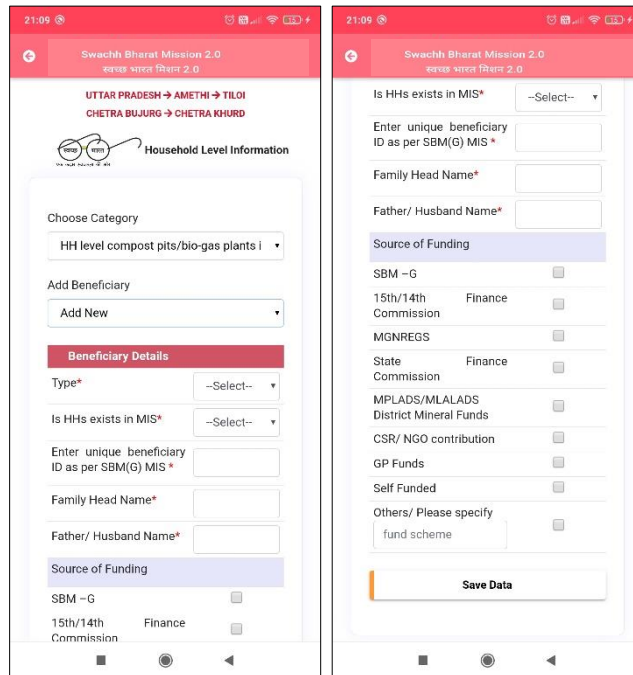 21:09
15
Swachh Bharat Mission 2.0
स्वच्छ भारत मिशन 2.0
UTTAR PRADESH → AMETHI → TILOI
CHETRA BUJURG → CHETRA KHURD
स्वच्छ भारत
एक कदम स्वच्छता की ओर
Household Level Information
Choose Category
HH level compost pits/bio-gas plants i
Add Beneficiary
Add New
Beneficiary Details
Type* --Select--
Is HHs exists in MIS* --Select--
Enter unique beneficiary
ID as per SBM(G) MIS *
Family Head Name*
Father/ Husband Name*
Source of Funding
SBM –G
15th/14th Finance
Commission
21:09
15
Swachh Bharat Mission 2.0
स्वच्छ भारत मिशन 2.0
Is HHs exists in MIS* --Select--
Enter unique beneficiary
ID as per SBM(G) MIS *
Family Head Name*
Father/ Husband Name*
Source of Funding
SBM –G
15th/14th Finance
Commission
MGNREGS
State Finance
Commission
MPLADS/MLALADS
District Mineral Funds
CSR/ NGO contribution
GP Funds
Self Funded
Others/ Please specify
fund scheme
Save Data